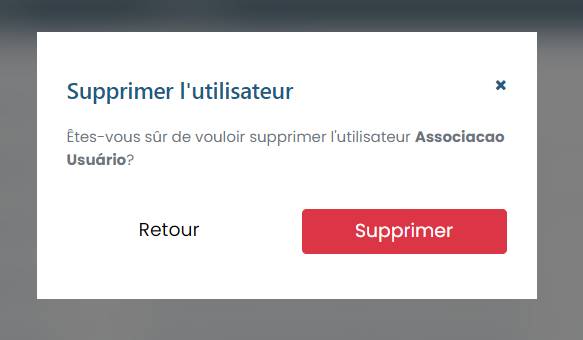 Supprimer l'utilisateur
Êtes-vous sûr de vouloir supprimer l'utilisateur Associacao
Usuário?
Retour
Supprimer